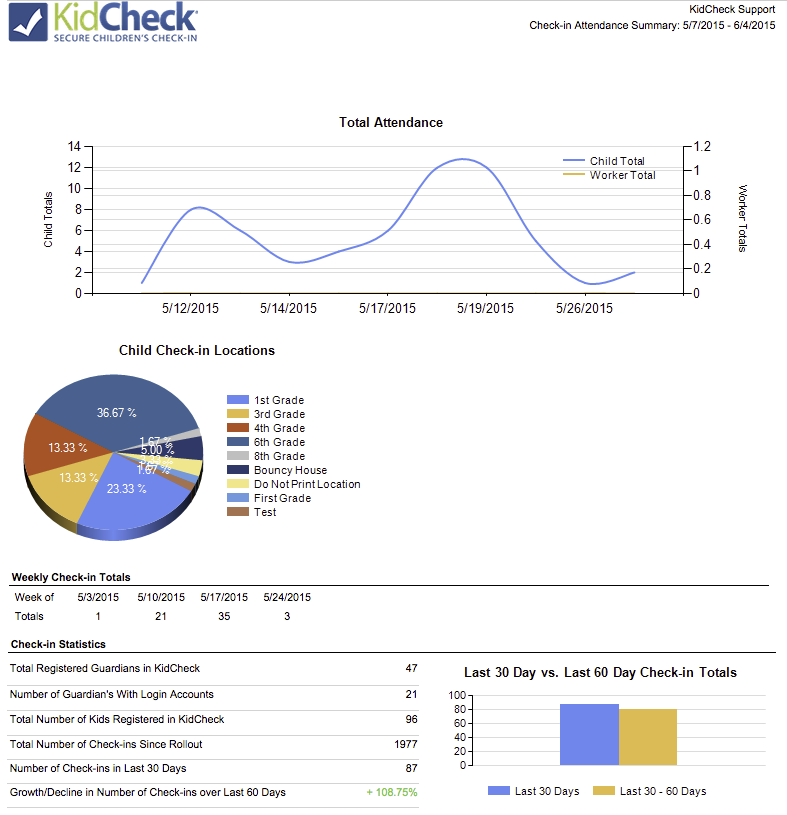 KidCheck
SECURE CHILDREN'S CHECK-IN
KidCheck Support
Check-in Attendance Summary: 5/7/2015 - 6/4/2015
Total Attendance
14
12
10
8
6
4
2
0
Child Totals
1.2
1
0.8
0.6
0.4
0.2
0
Worker Totals
Child Total
Worker Total
5/12/2015 5/14/2015 5/17/2015 5/19/2015 5/26/2015
Child Check-in Locations
36.67 %
13.33 %
13.33 %
23.33 %
1.67 %
5.00 %
1.67 %
1st Grade
3rd Grade
4th Grade
6th Grade
8th Grade
Bouncy House
Do Not Print Location
First Grade
Test
Weekly Check-in Totals
Week of 5/3/2015 5/10/2015 5/17/2015 5/24/2015
Totals 1 21 35 3
Check-in Statistics
Total Registered Guardians in KidCheck 47
Number of Guardian's With Login Accounts 21
Total Number of Kids Registered in KidCheck 96
Total Number of Check-ins Since Rollout 1977
Number of Check-ins in Last 30 Days 87
Growth/Decline in Number of Check-ins over Last 60 Days + 108.75%
Last 30 Day vs. Last 60 Day Check-in Totals
100
80
60
40
20
0
Last 30 Days Last 30 - 60 Days